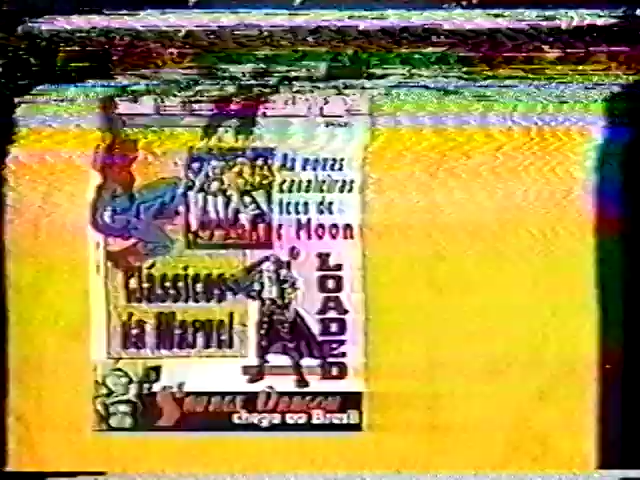 As novas
cavaleiras
de
Moon
Clássicos
da Marvel
LOADED
SAVAGE DRAGON
chega ao Brasil